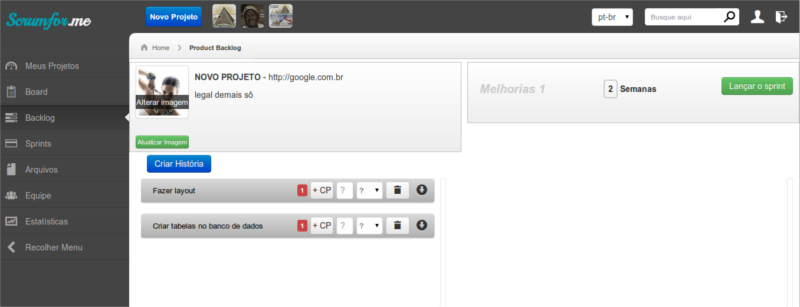 Scrumfor.me
Novo Projeto
pt-br
Busque aqui
Meus Projetos
Board
Backlog
Sprints
Arquivos
Equipe
Estatísticas
Recolher Menu
Home Product Backlog
NOVO PROJETO - http://google.com.br
legal demais sô
Alterar imagem
Atualizar Imagem
Melhorias 1 2 Semanas Lançar o sprint
Criar História
Fazer layout 1 + CP ? ?
Criar tabelas no banco de dados 1 + CP ? ?